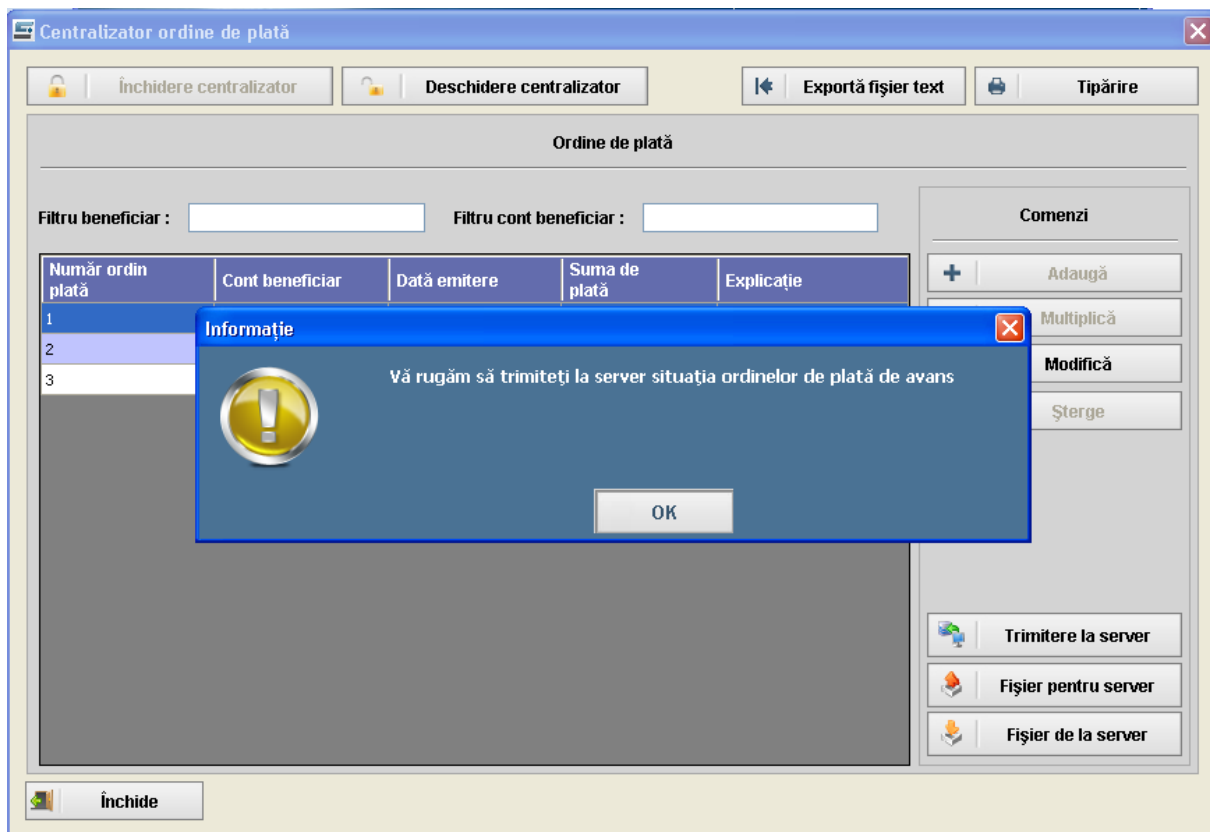 Centralizator ordine de plată
Închidere centralizator
Deschidere centralizator
Exportă fişier text
Tipărire
Ordine de plată
Filtru beneficiar :
Filtru cont beneficiar :
Comenzi
Număr ordin
plată
Cont beneficiar
Dată emitere
Suma de
plată
Explicaţie
Adaugă
1
Informaţie
Multiplică
2
Vă rugăm să trimiteţi la server situaţia ordinelor de plată de avans
Modifică
3
Şterge
OK
Trimitere la server
Fişier pentru server
Fişier de la server
Închide